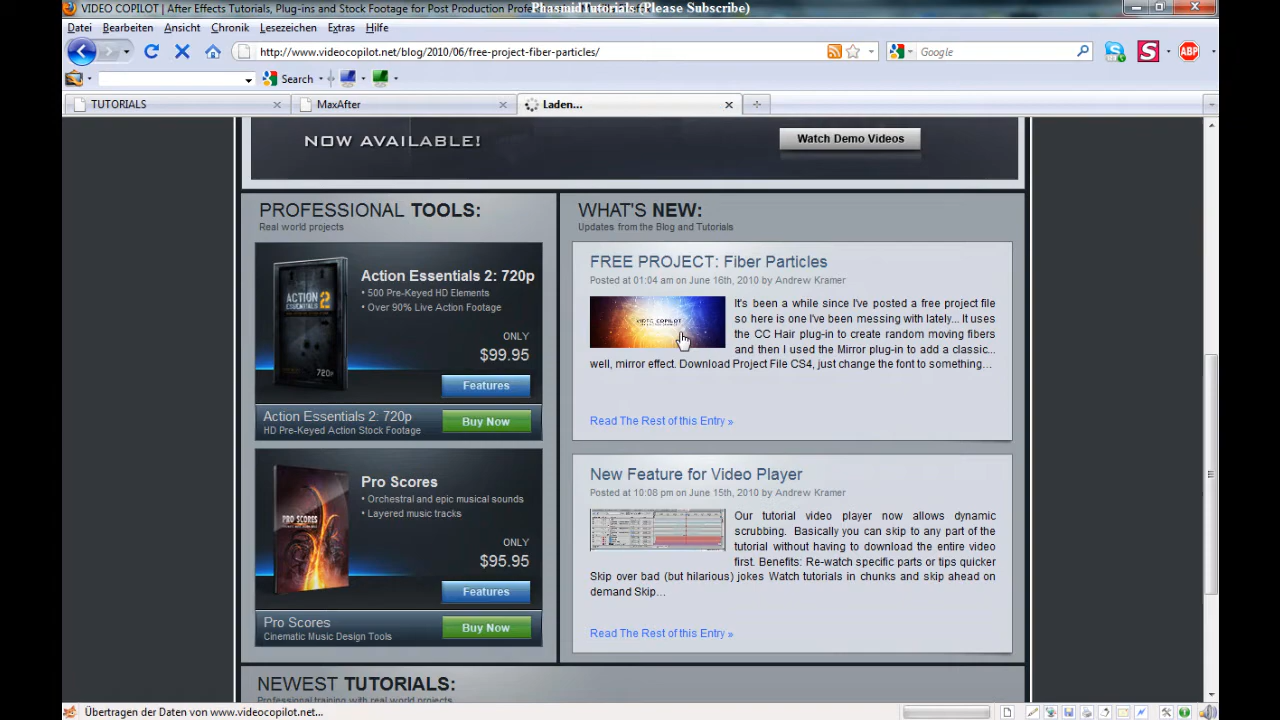 VIDEO COPILOT | After Effects Tutorials, Plug-ins and Stock Footage for Post Production Profe
PhasmidTutorials (Please Subscribe)
Datei Bearbeiten Ansicht Chronik Lesezeichen Extras Hilfe
http://www.videocopilot.net/blog/2010/06/free-project-fiber-particles/
Google
S
ABP
Search
TUTORIALS
MaxAfter
Laden...
NOW AVAILABLE!
Watch Demo Videos
PROFESSIONAL TOOLS:
Real world projects
ACTION
2
720p
Action Essentials 2: 720p
• 500 Pre-Keyed HD Elements
• Over 90% Live Action Footage
ONLY
$99.95
Features
Action Essentials 2: 720p
HD Pre-Keyed Action Stock Footage
Buy Now
PRO SCORES
Pro Scores
• Orchestral and epic musical sounds
• Layered music tracks
ONLY
$95.95
Features
Pro Scores
Cinematic Music Design Tools
Buy Now
WHAT'S NEW:
Updates from the Blog and Tutorials
FREE PROJECT: Fiber Particles
Posted at 01:04 am on June 16th, 2010 by Andrew Kramer
VIDEO COPILOT
It's been a while since I've posted a free project file
so here is one I've been messing with lately... It uses
the CC Hair plug-in to create random moving fibers
and then I used the Mirror plug-in to add a classic...
well, mirror effect. Download Project File CS4, just change the font to something...
Read The Rest of this Entry »
New Feature for Video Player
Posted at 10:08 pm on June 15th, 2010 by Andrew Kramer
Our tutorial video player now allows dynamic
scrubbing. Basically you can skip to any part of the
tutorial without having to download the entire video
first. Benefits: Re-watch specific parts or tips quicker
Skip over bad (but hilarious) jokes Watch tutorials in chunks and skip ahead on
demand Skip...
Read The Rest of this Entry »
NEWEST TUTORIALS:
Professional training with real world projects
Übertragen der Daten von www.videocopilot.net...